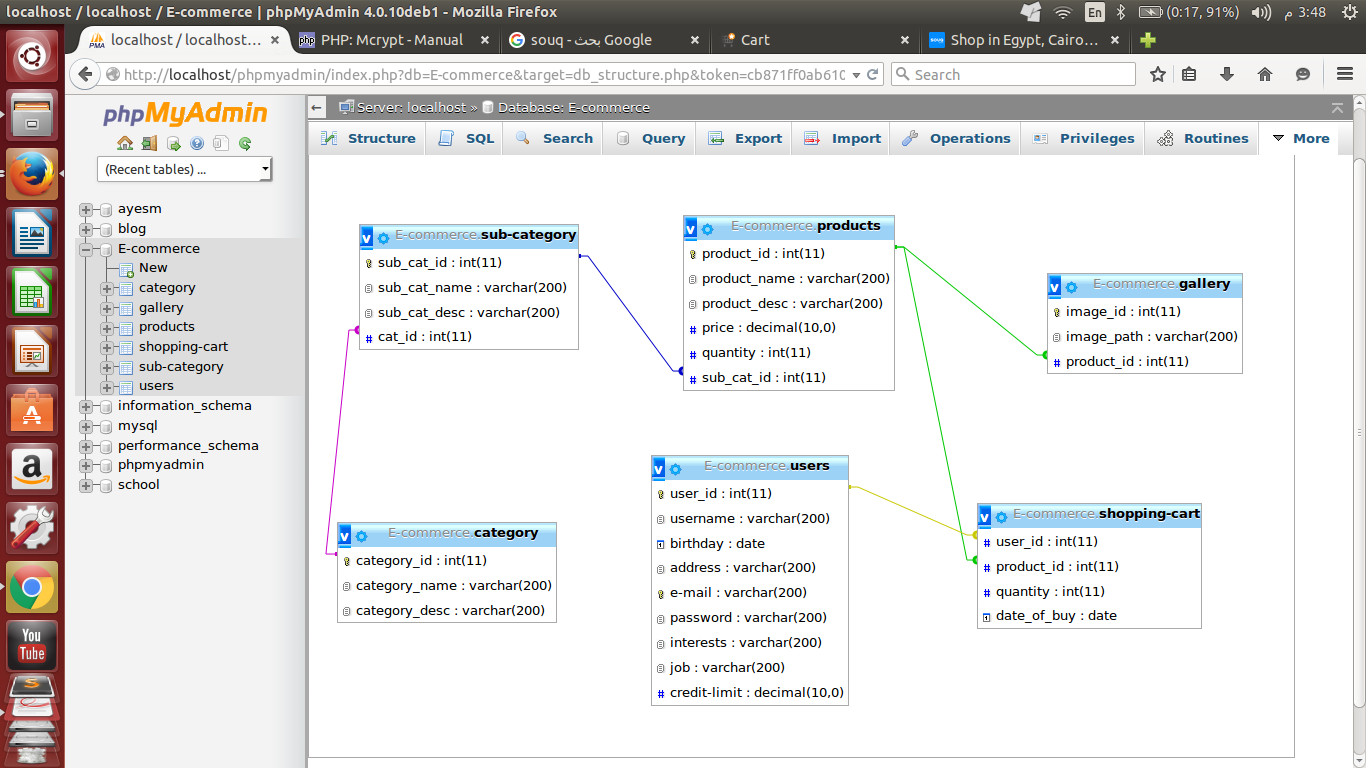 localhost / localhost / E-commerce | phpMyAdmin 4.0.10deb1 - Mozilla Firefox
En
(0:17, 91%)
3:48
PMA
localhost / localhost...
php
PHP: Mcrypt - Manual
souq - بحث Google
Cart
souq
Shop in Egypt, Cairo...
http://localhost/phpmyadmin/index.php?db=E-commerce&target=db_structure.php&token=cb871ff0ab610
Search
phpMyAdmin
(Recent tables) ...
ayesm
blog
E-commerce
New
category
gallery
products
shopping-cart
sub-category
users
information_schema
mysql
performance_schema
phpmyadmin
school
Server: localhost » Database: E-commerce
Structure
SQL
Search
Query
Export
Import
Operations
Privileges
Routines
More
v
E-commerce.sub-category
sub_cat_id : int(11)
sub_cat_name : varchar(200)
sub_cat_desc : varchar(200)
cat_id : int(11)
v
E-commerce.products
product_id : int(11)
product_name : varchar(200)
product_desc : varchar(200)
price : decimal(10,0)
quantity : int(11)
sub_cat_id : int(11)
v
E-commerce.gallery
image_id : int(11)
image_path : varchar(200)
product_id : int(11)
v
E-commerce.category
category_id : int(11)
category_name : varchar(200)
category_desc : varchar(200)
v
E-commerce.users
user_id : int(11)
username : varchar(200)
birthday : date
address : varchar(200)
e-mail : varchar(200)
password : varchar(200)
interests : varchar(200)
job : varchar(200)
credit-limit : decimal(10,0)
v
E-commerce.shopping-cart
user_id : int(11)
product_id : int(11)
quantity : int(11)
date_of_buy : date
You
Tube